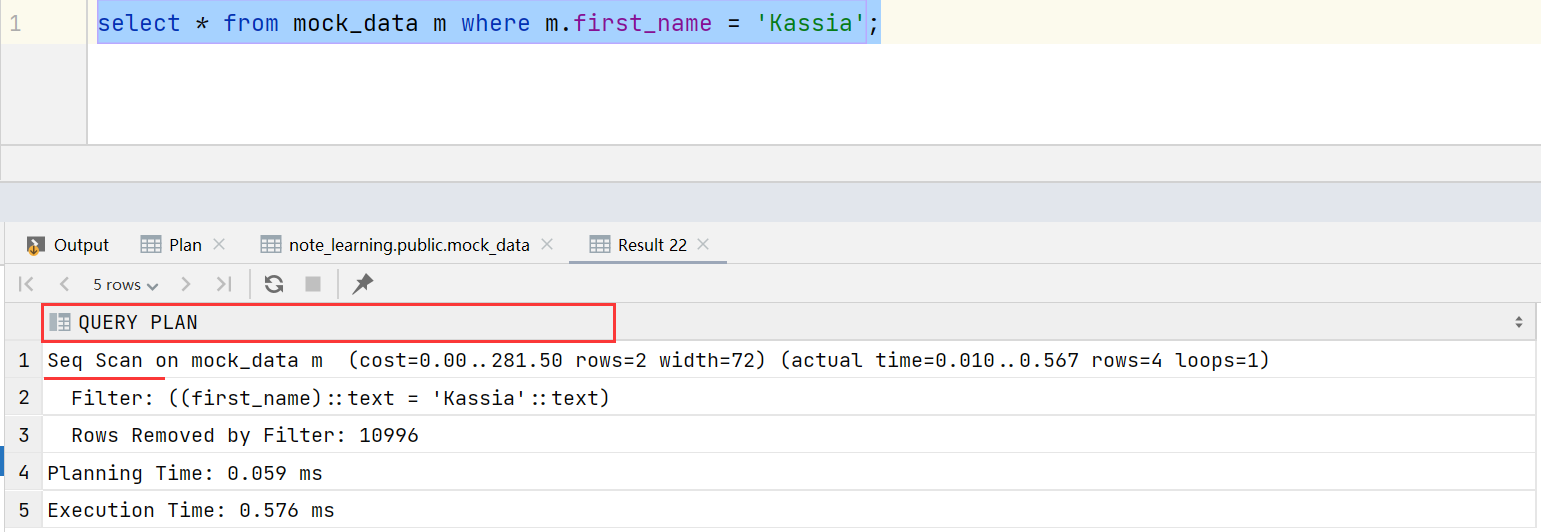 1 select * from mock_data m where m.first_name = 'Kassia';
Output Plan note_learning.public.mock_data Result 22
5 rows
QUERY PLAN
1 Seq Scan on mock_data m (cost=0.00..281.50 rows=2 width=72) (actual time=0.010..0.567 rows=4 loops=1)
2 Filter: ((first_name)::text = 'Kassia'::text)
3 Rows Removed by Filter: 10996
4 Planning Time: 0.059 ms
5 Execution Time: 0.576 ms